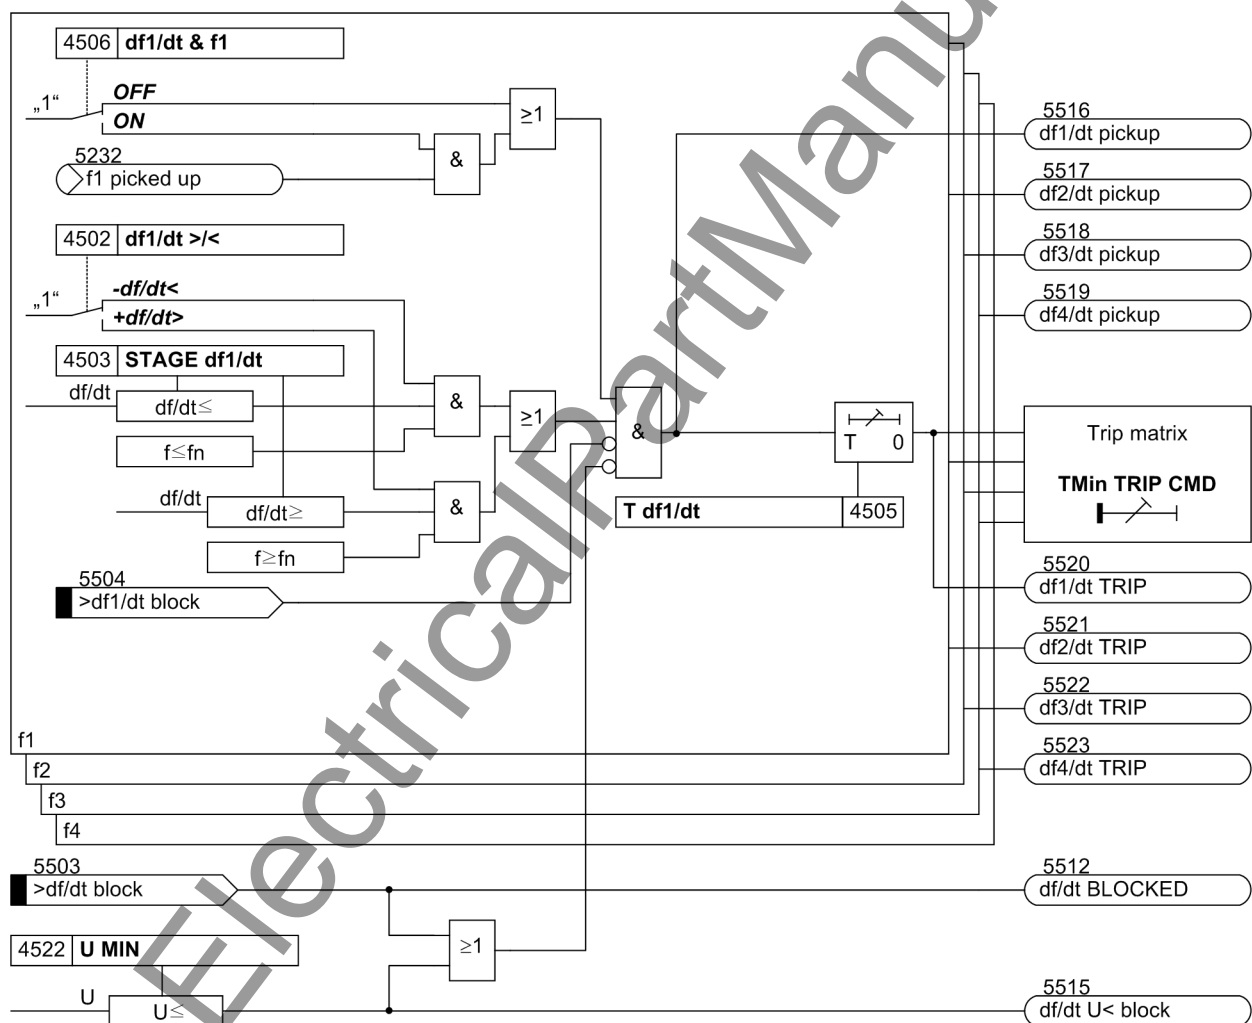 4506 df1/dt & f1
„1“
OFF
ON
≥1
&
5232
f1 picked up
4502 df1/dt >/<
„1“
-df/dt<
+df/dt>
4503 STAGE df1/dt
df/dt
df/dt≤
f≤fn
&
≥1
&
df/dt
df/dt≥
f≥fn
&
5504
>df1/dt block
T 0
T df1/dt 4505
5516
df1/dt pickup
5517
df2/dt pickup
5518
df3/dt pickup
5519
df4/dt pickup
Trip matrix
TMin TRIP CMD
5520
df1/dt TRIP
5521
df2/dt TRIP
5522
df3/dt TRIP
5523
df4/dt TRIP
f1
f2
f3
f4
5503
>df/dt block
5512
df/dt BLOCKED
4522 U MIN
≥1
U
U≤
5515
df/dt U< block
ElectricalPartManu